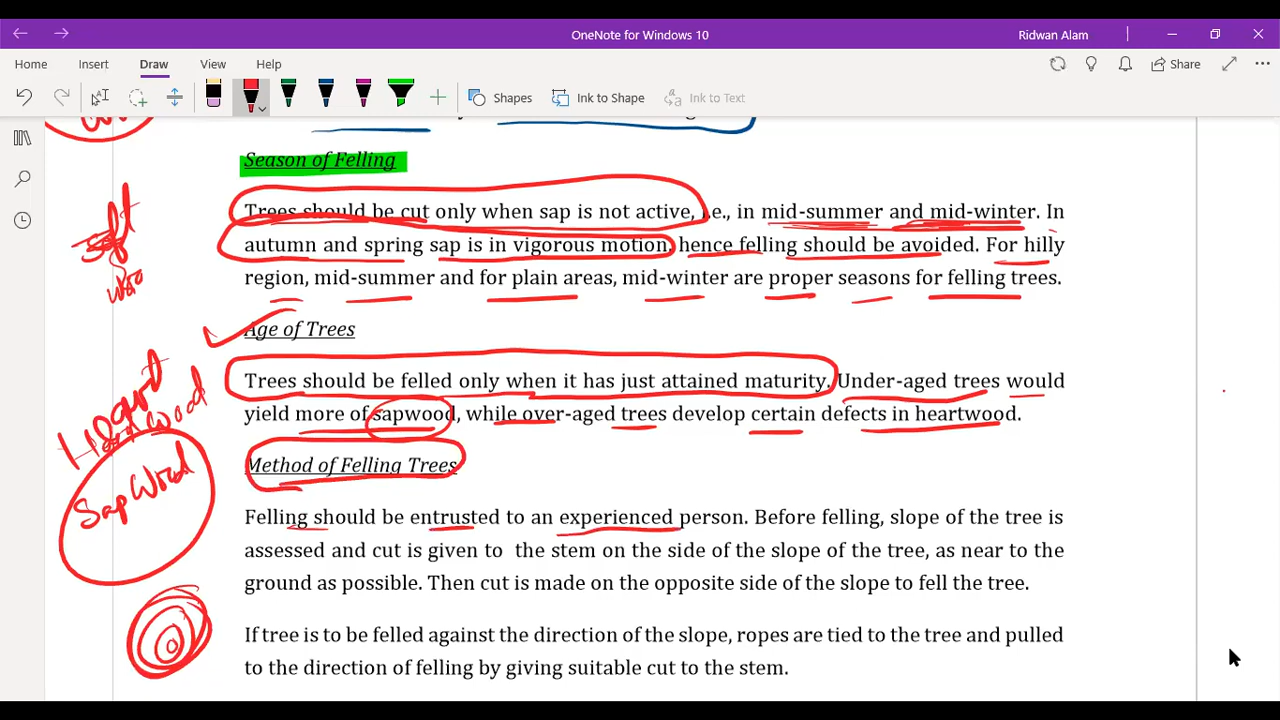 OneNote for Windows 10
Ridwan Alam
Home Insert Draw View Help
Share
Shapes Ink to Shape Ink to Text
Season of Felling
Trees should be cut only when sap is not active, i.e., in mid-summer and mid-winter. In
autumn and spring sap is in vigorous motion, hence felling should be avoided. For hilly
region, mid-summer and for plain areas, mid-winter are proper seasons for felling trees.
Age of Trees
Trees should be felled only when it has just attained maturity. Under-aged trees would
yield more of sapwood, while over-aged trees develop certain defects in heartwood.
Method of Felling Trees
Felling should be entrusted to an experienced person. Before felling, slope of the tree is
assessed and cut is given to the stem on the side of the slope of the tree, as near to the
ground as possible. Then cut is made on the opposite side of the slope to fell the tree.
If tree is to be felled against the direction of the slope, ropes are tied to the tree and pulled
to the direction of felling by giving suitable cut to the stem.
soft
Wood
Sap Wood